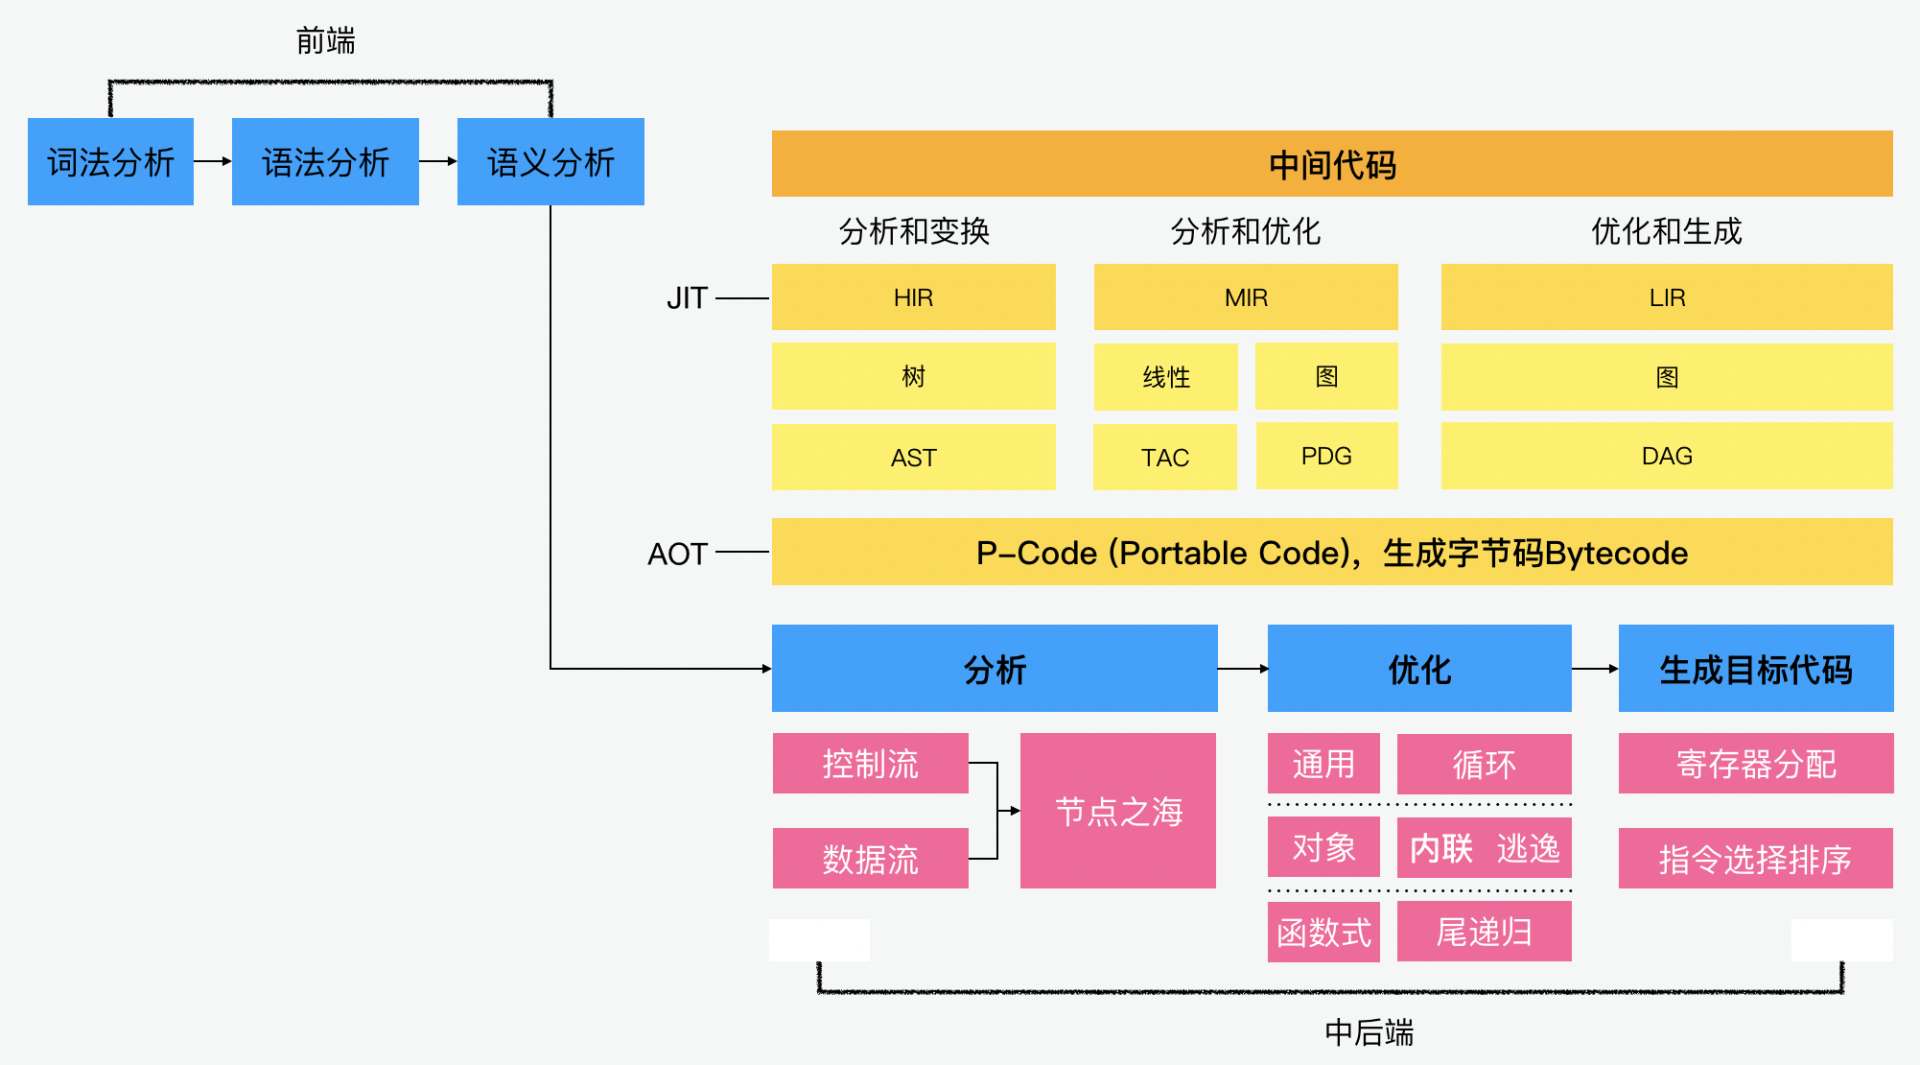 前端
词法分析
语法分析
语义分析
中间代码
分析和变换
分析和优化
优化和生成
JIT
HIR
MIR
LIR
树
线性
图
图
AST
TAC
PDG
DAG
AOT
P-Code (Portable Code)，生成字节码Bytecode
分析
优化
生成目标代码
控制流
数据流
节点之海
通用
循环
对象
内联 逃逸
函数式
尾递归
寄存器分配
指令选择排序
中后端